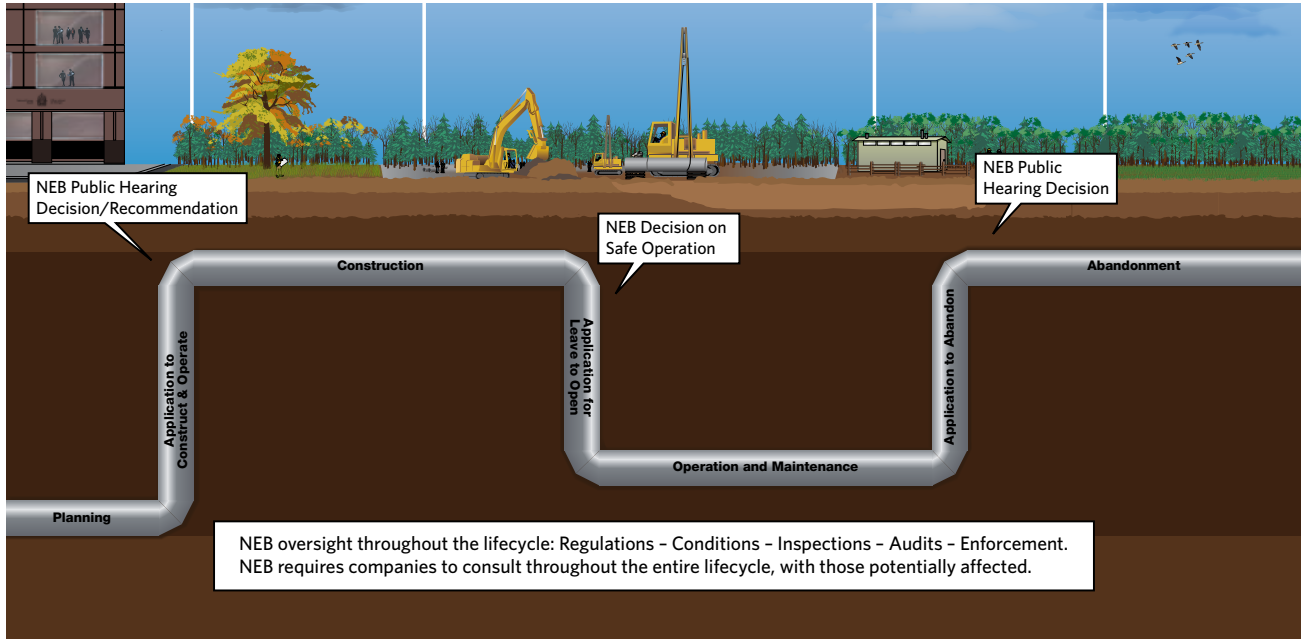 NEB Public Hearing
Decision/Recommendation
NEB Decision on
Safe Operation
NEB Public
Hearing Decision
Planning
Application to
Construct & Operate
Construction
Application for
Leave to Open
Operation and Maintenance
Application to Abandon
Abandonment
NEB oversight throughout the lifecycle: Regulations – Conditions – Inspections – Audits – Enforcement.
NEB requires companies to consult throughout the entire lifecycle, with those potentially affected.